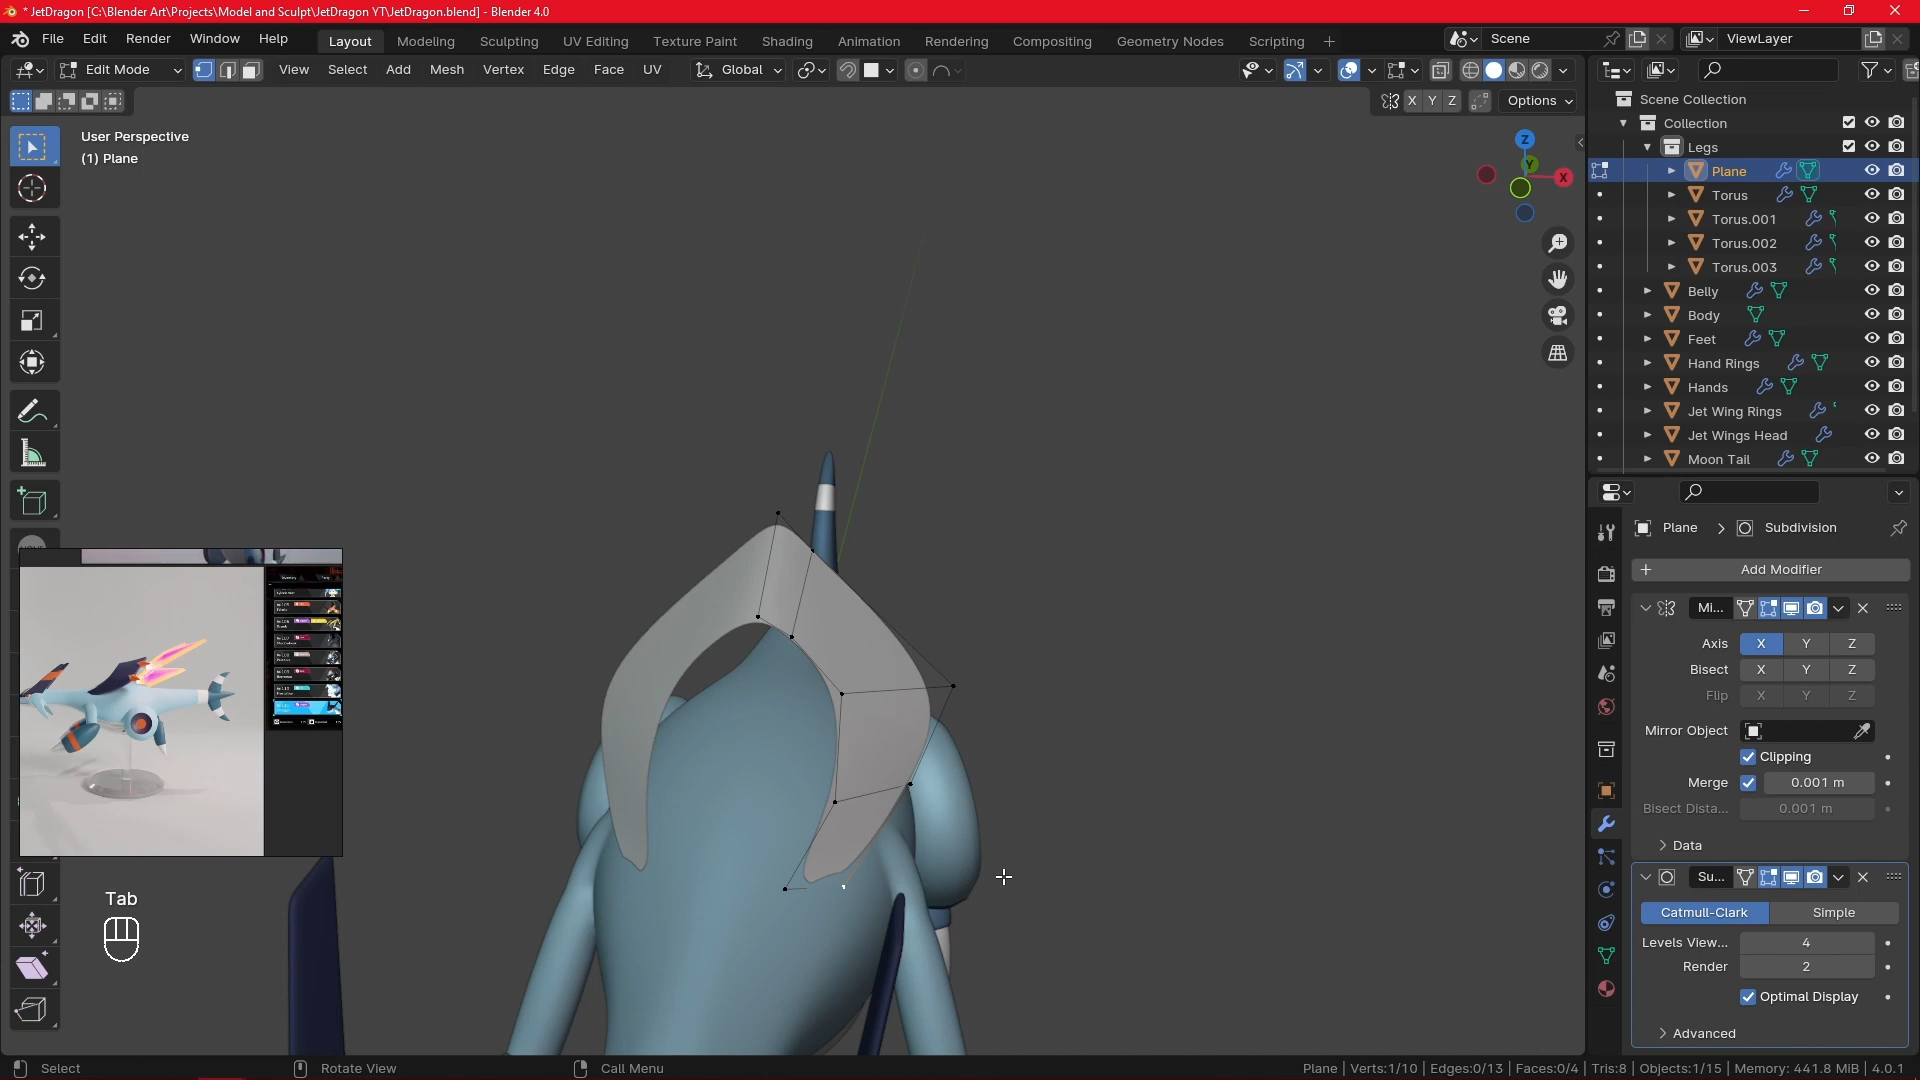 * JetDragon [C:\Blender Art\Projects\Model and Sculpt\JetDragon YT\JetDragon.blend] - Blender 4.0
File Edit Render Window Help Layout Modeling Sculpting UV Editing Texture Paint Shading Animation Rendering Compositing Geometry Nodes Scripting + Scene ViewLayer
Edit Mode View Select Add Mesh Vertex Edge Face UV Global
X Y Z Options
User Perspective
(1) Plane
Z
Y
X
Scene Collection
Collection
Legs
Plane
Torus
Torus.001
Torus.002
Torus.003
Belly
Body
Feet
Hand Rings
Hands
Jet Wing Rings
Jet Wings Head
Moon Tail
Plane > Subdivision
+ Add Modifier
Mi...
Axis X Y Z
Bisect X Y Z
Flip X Y Z
Mirror Object
Clipping
Merge 0.001 m
Bisect Dista... 0.001 m
Data
Su...
Catmull-Clark Simple
Levels View... 4
Render 2
Optimal Display
Advanced
Tab
Select Rotate View Call Menu
Plane | Verts:1/10 | Edges:0/13 | Faces:0/4 | Tris:8 | Objects:1/15 | Memory: 441.8 MiB | 4.0.1